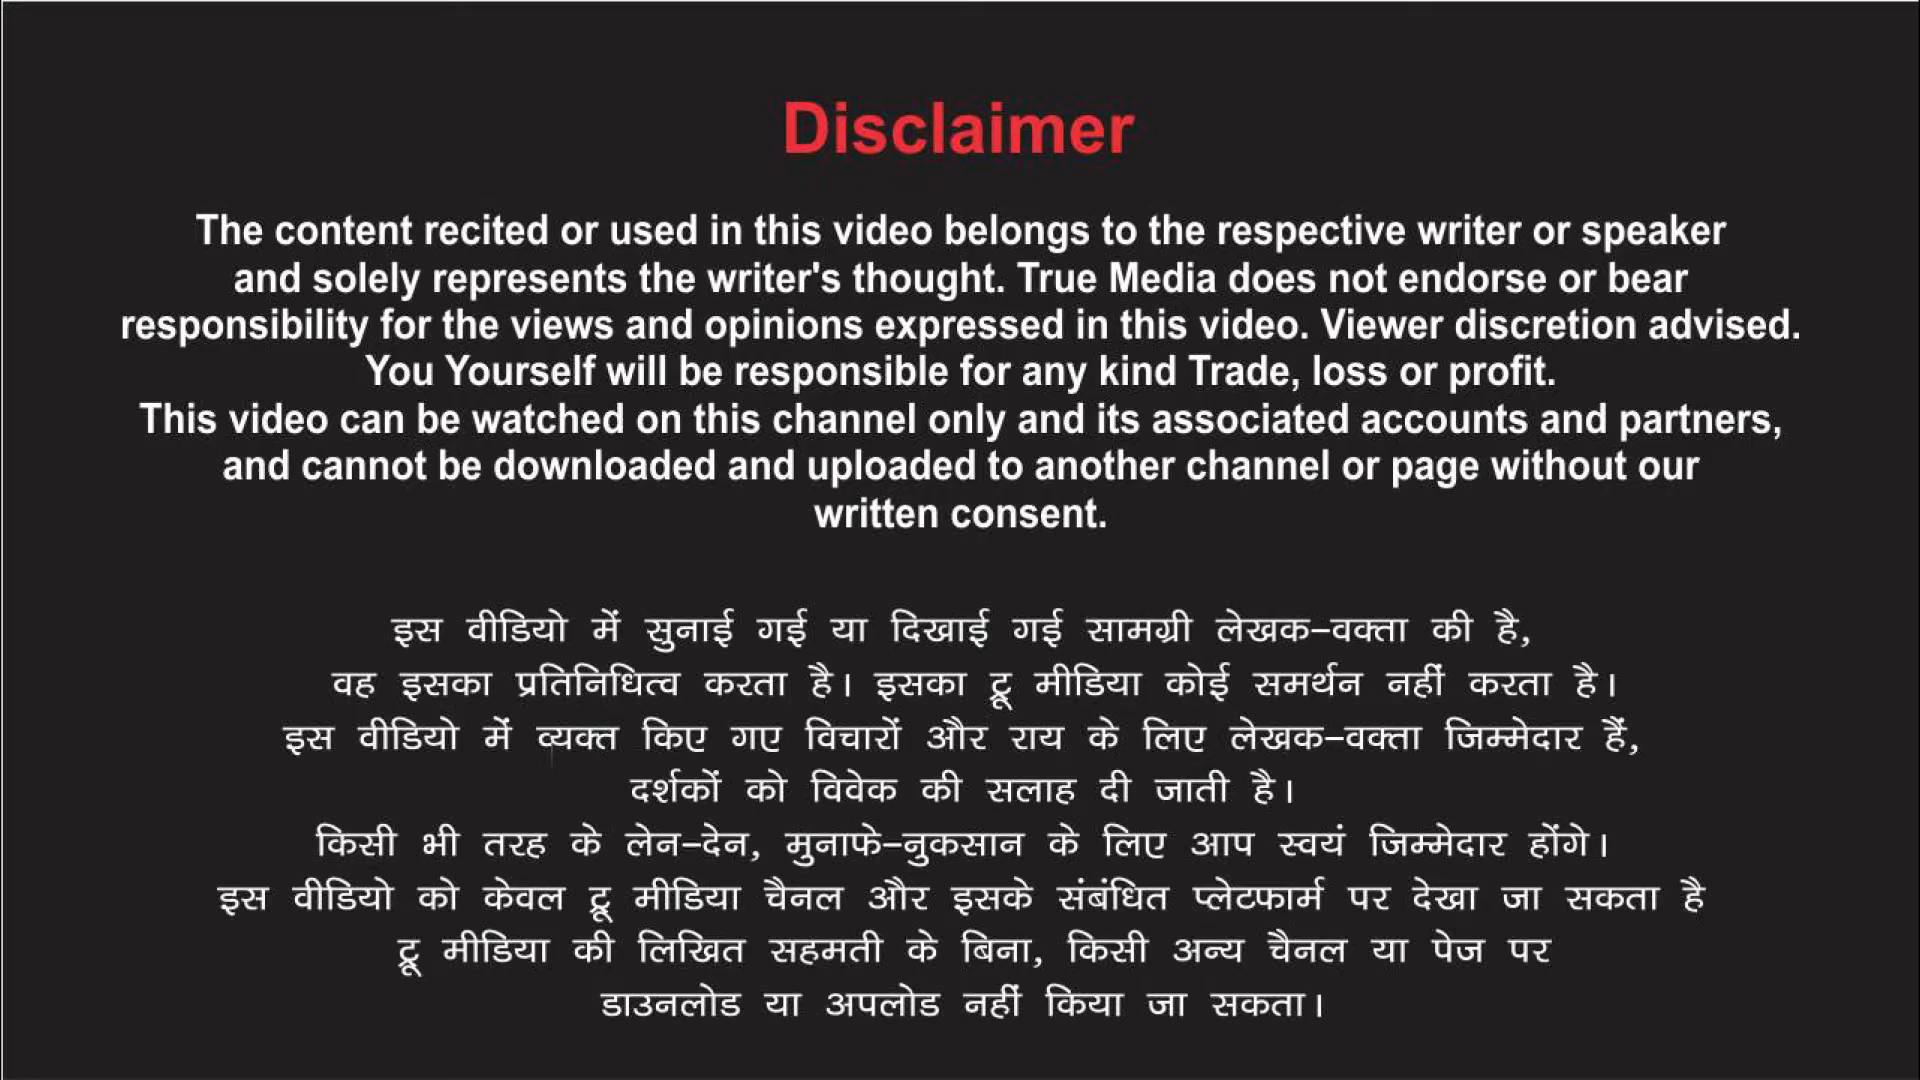 Disclaimer
The content recited or used in this video belongs to the respective writer or speaker
and solely represents the writer's thought. True Media does not endorse or bear
responsibility for the views and opinions expressed in this video. Viewer discretion advised.
You Yourself will be responsible for any kind Trade, loss or profit.
This video can be watched on this channel only and its associated accounts and partners,
and cannot be downloaded and uploaded to another channel or page without our
written consent.
इस वीडियो में सुनाई गई या दिखाई गई सामग्री लेखक–वक्ता की है,
वह इसका प्रतिनिधित्व करता है। इसका ट्रू मीडिया कोई समर्थन नहीं करता है।
इस वीडियो में व्यक्त किए गए विचारों और राय के लिए लेखक–वक्ता जिम्मेदार हैं,
दर्शकों को विवेक की सलाह दी जाती है।
किसी भी तरह के लेन–देन, मुनाफे–नुकसान के लिए आप स्वयं जिम्मेदार होंगे।
इस वीडियो को केवल ट्रू मीडिया चैनल और इसके संबंधित प्लेटफार्म पर देखा जा सकता है
ट्रू मीडिया की लिखित सहमती के बिना, किसी अन्य चैनल या पेज पर
डाउनलोड या अपलोड नहीं किया जा सकता।